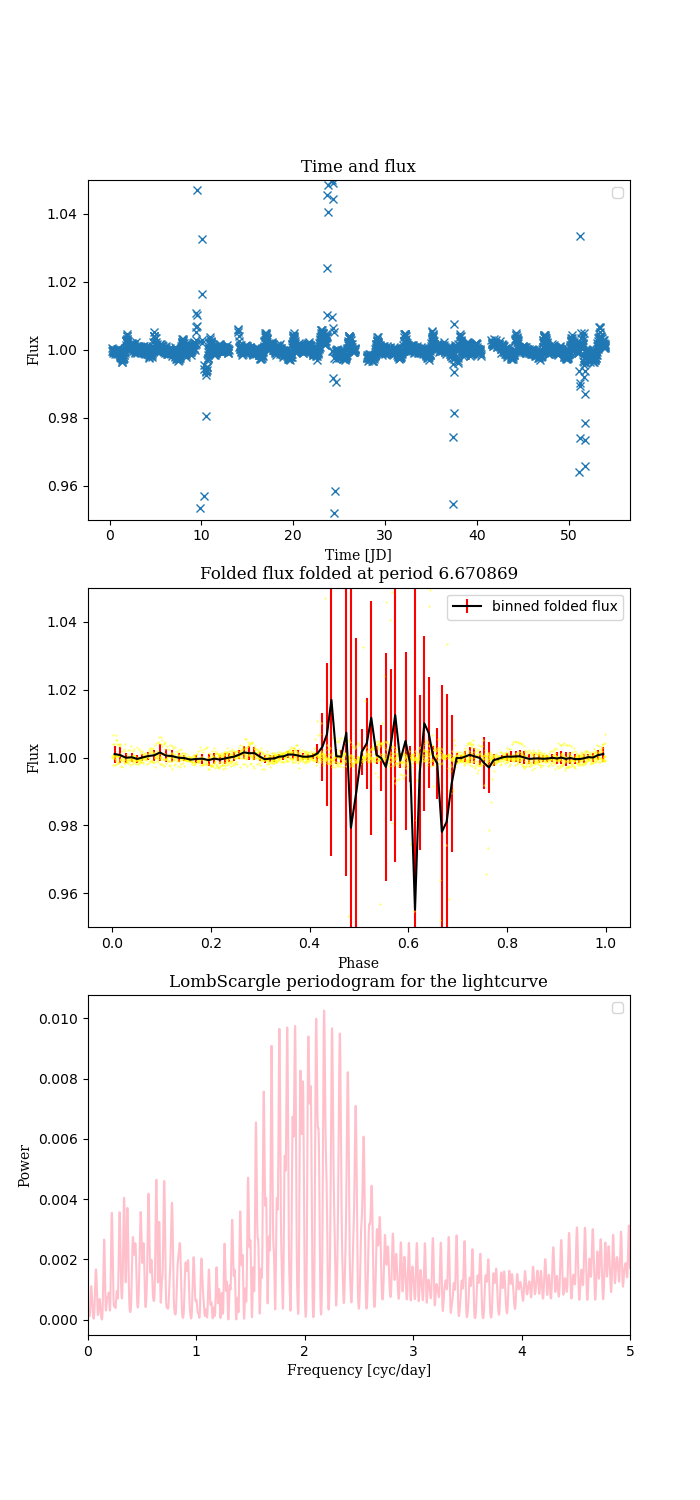 Time and flux
1.04
1.02
1.00
0.98
0.96
Flux
0 10 20 30 40 50
Time [JD]
Folded flux folded at period 6.670869
binned folded flux
1.04
1.02
1.00
0.98
0.96
Flux
0.0 0.2 0.4 0.6 0.8 1.0
Phase
LombScargle periodogram for the lightcurve
0.010
0.008
0.006
0.004
0.002
0.000
Power
0 1 2 3 4 5
Frequency [cyc/day]